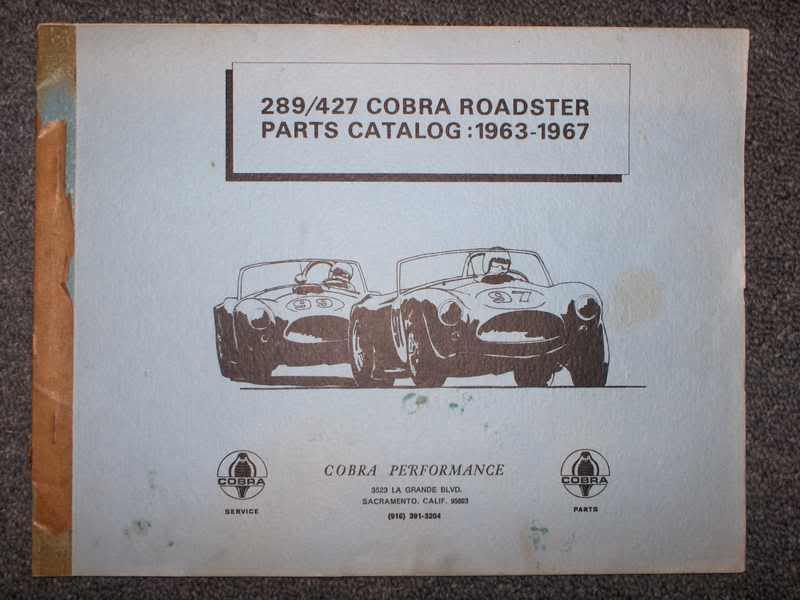 289/427 COBRA ROADSTER
PARTS CATALOG:1963-1967
99
97
COBRA
SERVICE
COBRA PERFORMANCE
3523 LA GRANDE BLVD.
SACRAMENTO, CALIF. 95823
(916) 391-3204
COBRA
PARTS